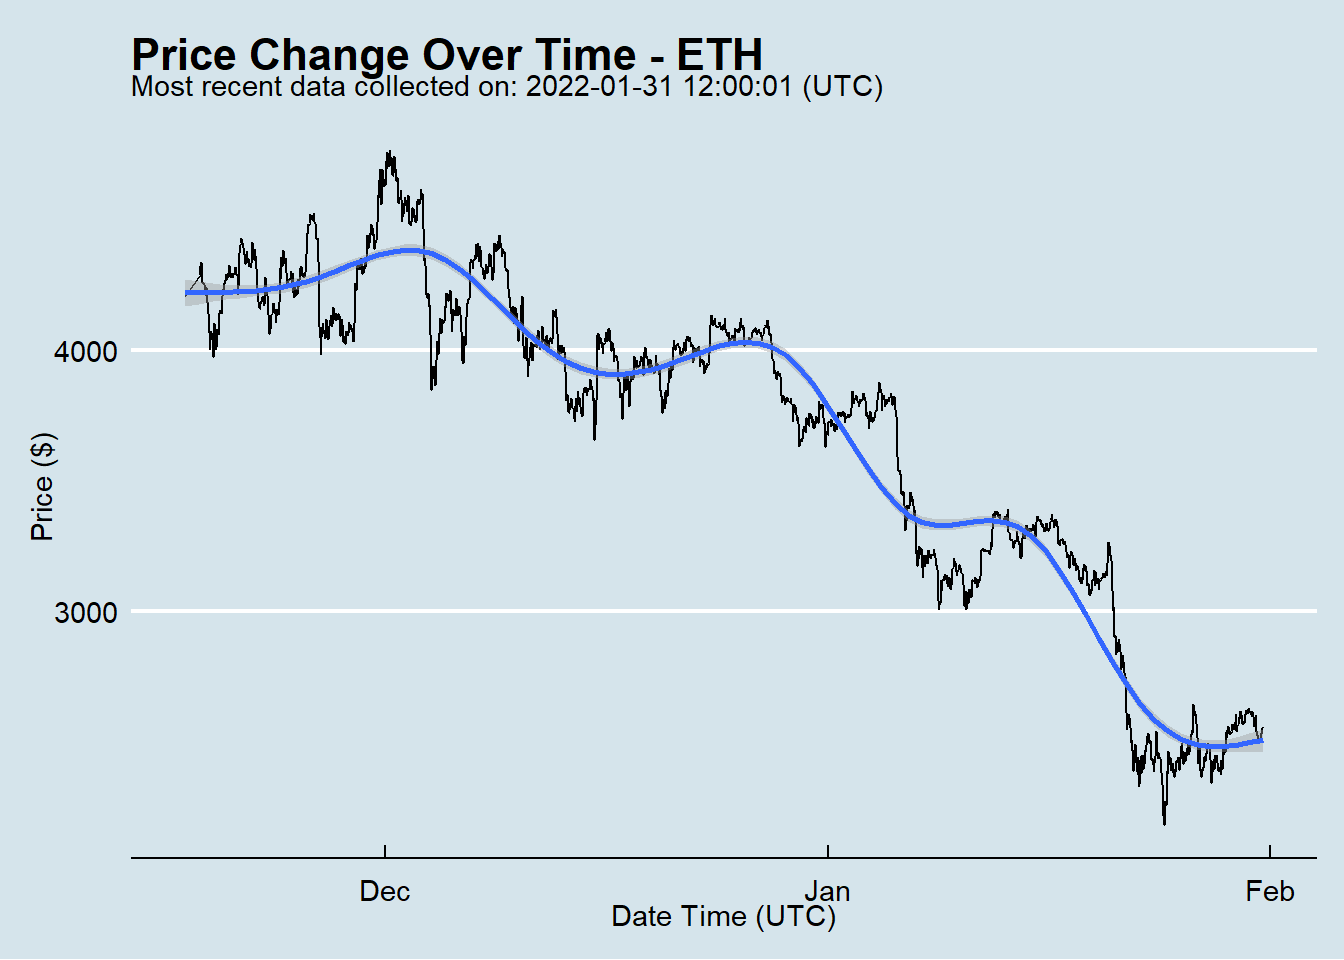 Price Change Over Time - ETH
Most recent data collected on: 2022-01-31 12:00:01 (UTC)
4000
3000
Price ($)
Dec
Jan
Feb
Date Time (UTC)